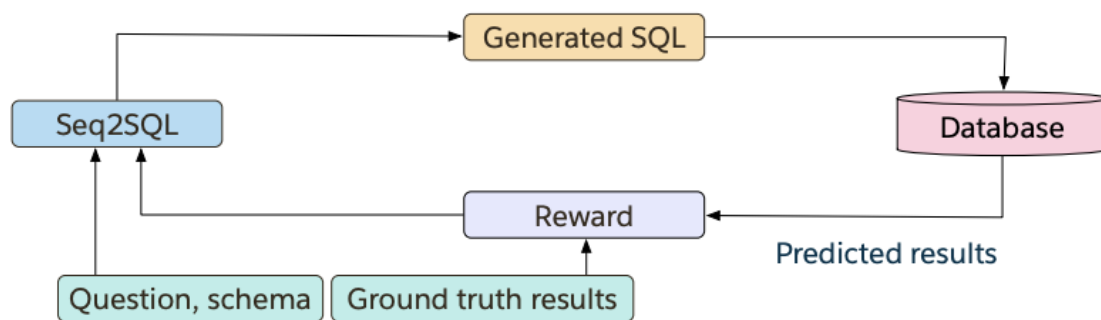 Generated SQL
Seq2SQL
Database
Reward
Predicted results
Question, schema
Ground truth results